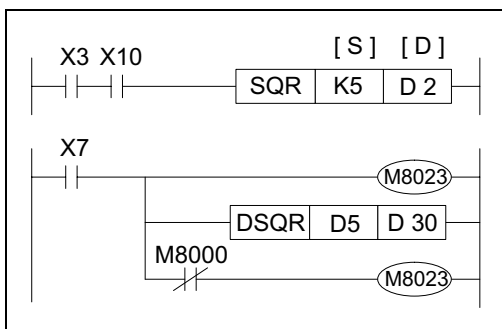 [ S ] [ D ]
X3 X10
SQR K5 D 2
X7
M8023
DSQR D5 D 30
M8000
M8023